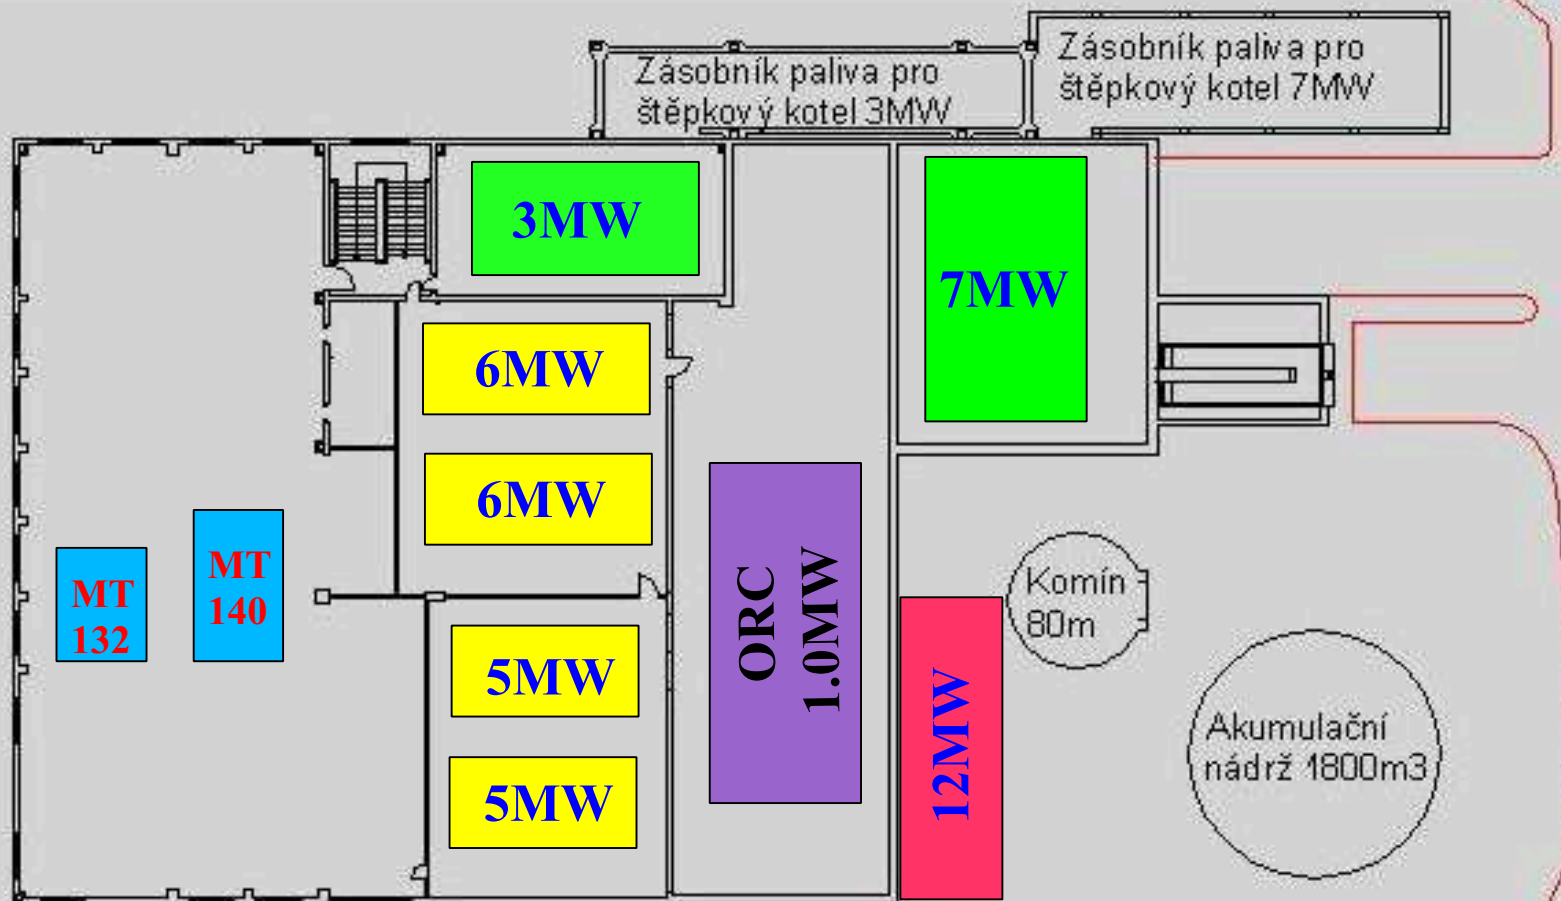 Zásobník paliva pro
štěpkový kotel 3MW
Zásobník paliva pro
štěpkový kotel 7MW
3MW
7MW
6MW
6MW
MT
132
MT
140
5MW
5MW
ORC
1.0MW
12MW
Komín
80m
Akumulační
nádrž 1800m3